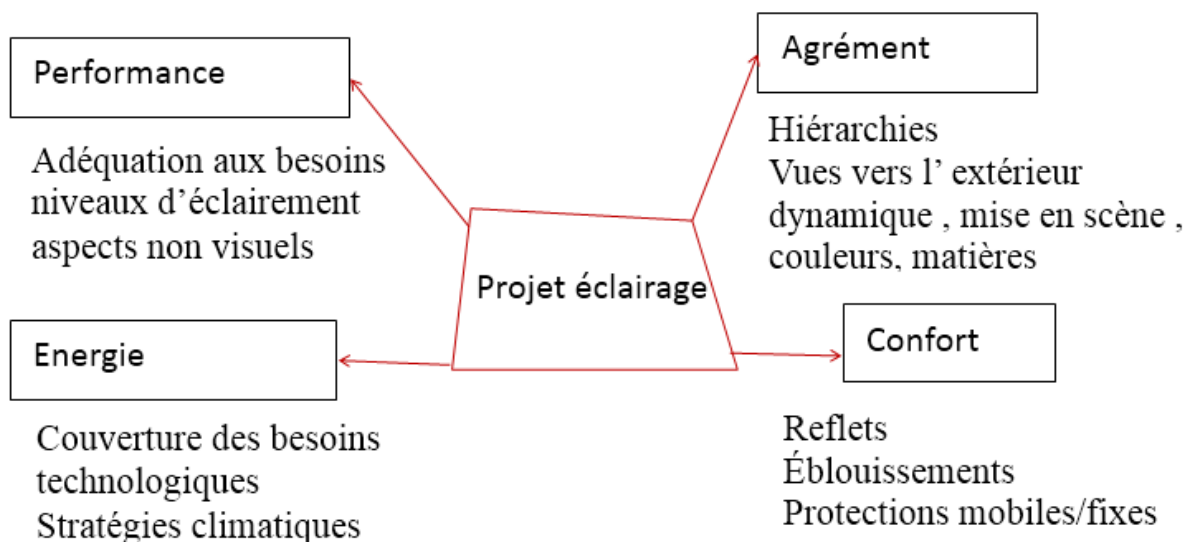 Performance
Adéquation aux besoins
niveaux d’éclairement
aspects non visuels
Agrément
Hiérarchies
Vues vers l’ extérieur
dynamique , mise en scène ,
couleurs, matières
Projet éclairage
Energie
Couverture des besoins
technologiques
Stratégies climatiques
Confort
Reflets
Éblouissements
Protections mobiles/fixes